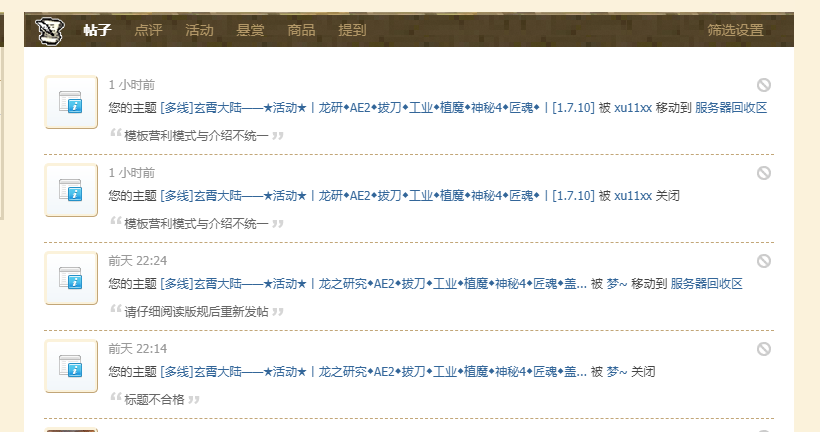 帖子 点评 活动 悬赏 商品 提到 筛选设置
1 小时前
您的主题 [多线]玄霄大陆——★活动★丨龙研◆AE2◆拔刀◆工业◆植魔◆神秘4◆匠魂◆丨[1.7.10] 被 xu11xx 移动到 服务器回收区
“ 模板营利模式与介绍不统一 ”
1 小时前
您的主题 [多线]玄霄大陆——★活动★丨龙研◆AE2◆拔刀◆工业◆植魔◆神秘4◆匠魂◆丨[1.7.10] 被 xu11xx 关闭
“ 模板营利模式与介绍不统一 ”
前天 22:24
您的主题 [多线]玄霄大陆——★活动★丨龙之研究◆AE2◆拔刀◆工业◆植魔◆神秘4◆匠魂◆盖... 被 梦~ 移动到 服务器回收区
“ 请仔细阅读版规后重新发帖 ”
前天 22:14
您的主题 [多线]玄霄大陆——★活动★丨龙之研究◆AE2◆拔刀◆工业◆植魔◆神秘4◆匠魂◆盖... 被 梦~ 关闭
“ 标题不合格 ”